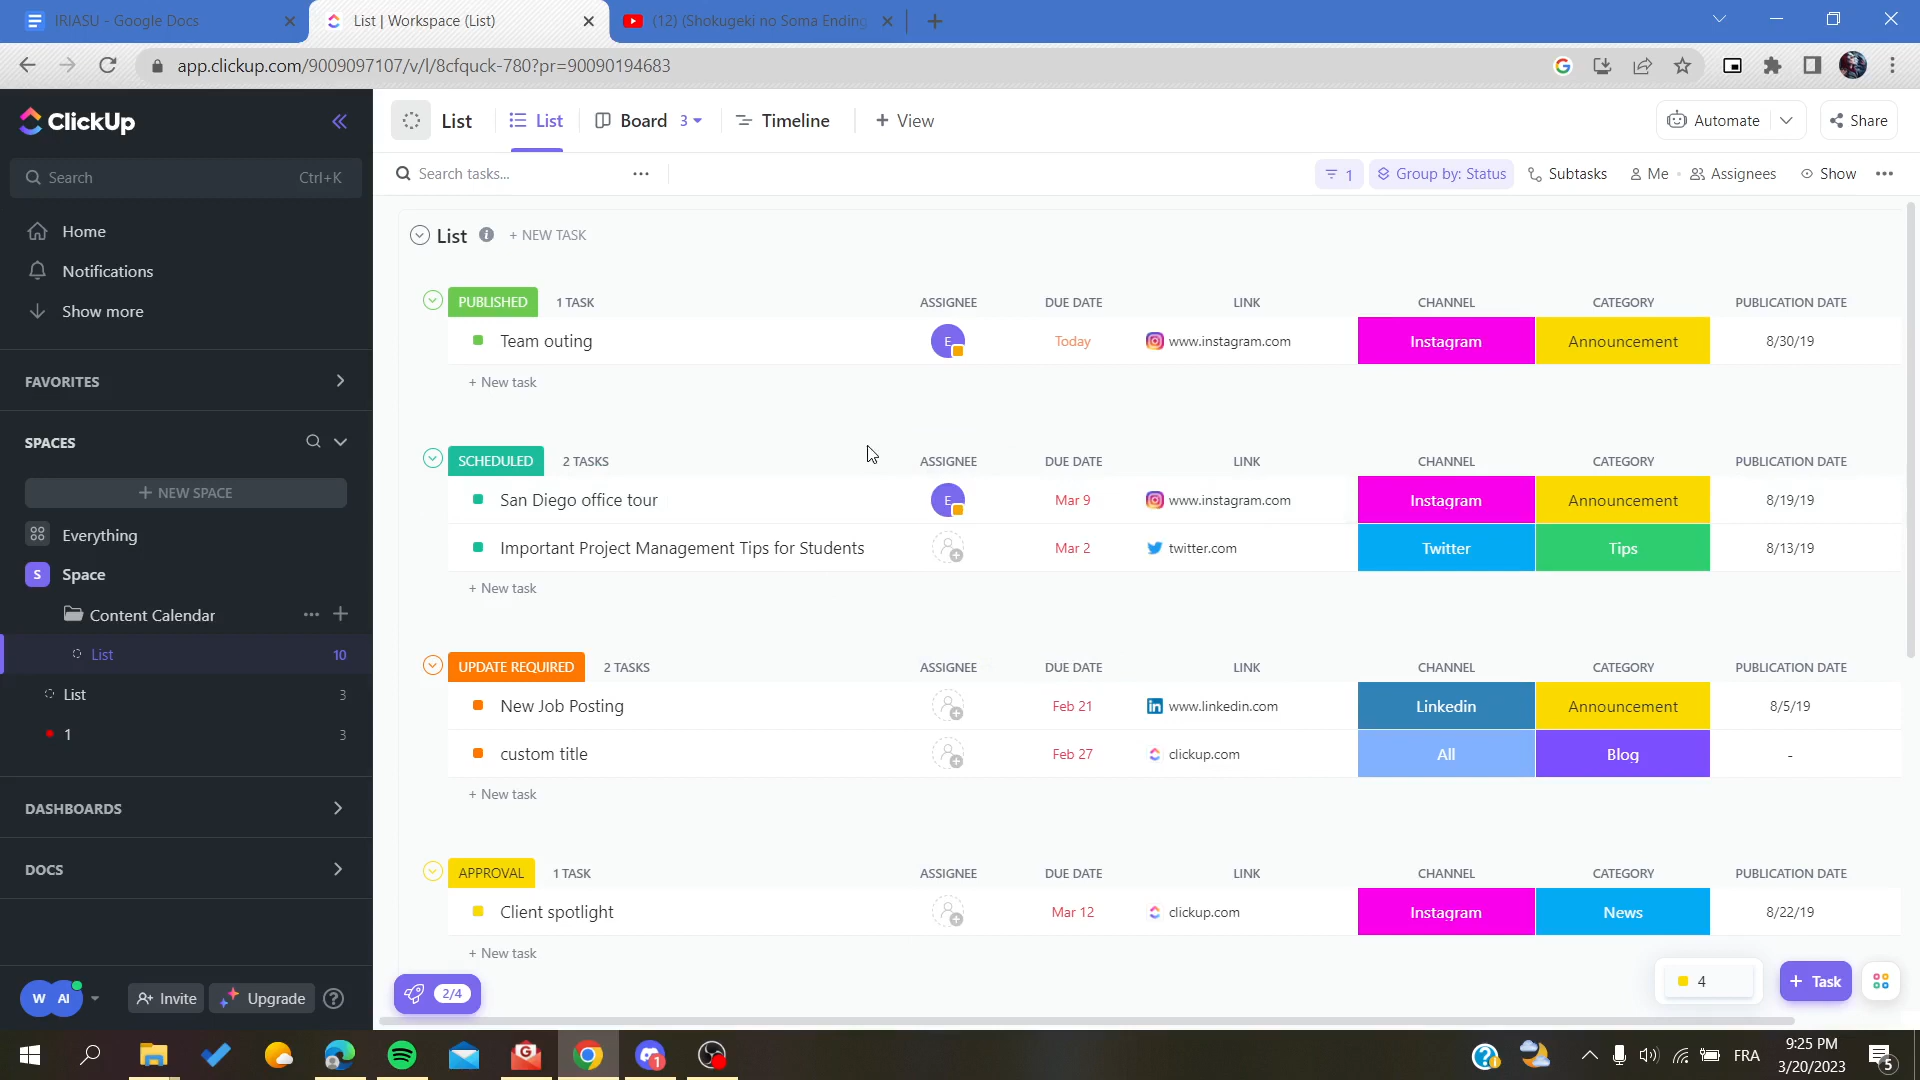 IRIASU - Google Docs
List | Workspace (List)
(12) (Shokugeki no Soma Ending
app.clickup.com/9009097107/v/l/8cfquck-780?pr=90090194683
ClickUp
List
List
Board 3
Timeline
+ View
Automate
Share
Search Ctrl+K
Search tasks...
1
Group by: Status
Subtasks
Me
Assignees
Show
Home
Notifications
Show more
FAVORITES
SPACES
+ NEW SPACE
Everything
S Space
Content Calendar
List 10
List 3
1 3
DASHBOARDS
DOCS
W AI
Invite
Upgrade
List + NEW TASK
PUBLISHED 1 TASK ASSIGNEE DUE DATE LINK CHANNEL CATEGORY PUBLICATION DATE
Team outing E Today www.instagram.com Instagram Announcement 8/30/19
+ New task
SCHEDULED 2 TASKS ASSIGNEE DUE DATE LINK CHANNEL CATEGORY PUBLICATION DATE
San Diego office tour E Mar 9 www.instagram.com Instagram Announcement 8/19/19
Important Project Management Tips for Students Mar 2 twitter.com Twitter Tips 8/13/19
+ New task
UPDATE REQUIRED 2 TASKS ASSIGNEE DUE DATE LINK CHANNEL CATEGORY PUBLICATION DATE
New Job Posting Feb 21 www.linkedin.com Linkedin Announcement 8/5/19
custom title Feb 27 clickup.com All Blog -
+ New task
APPROVAL 1 TASK ASSIGNEE DUE DATE LINK CHANNEL CATEGORY PUBLICATION DATE
Client spotlight Mar 12 clickup.com Instagram News 8/22/19
+ New task
2/4
4
+ Task
1
FRA
9:25 PM
3/20/2023
5